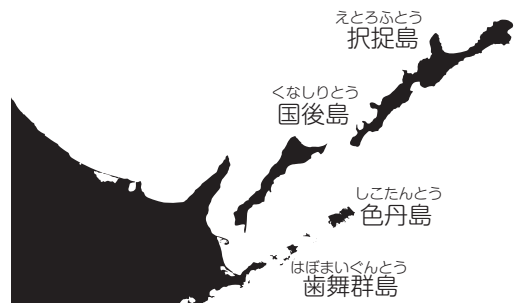 えとろふとう
択捉島
くなしりとう
国後島
しこたんとう
色丹島
はぼまいぐんとう
歯舞群島